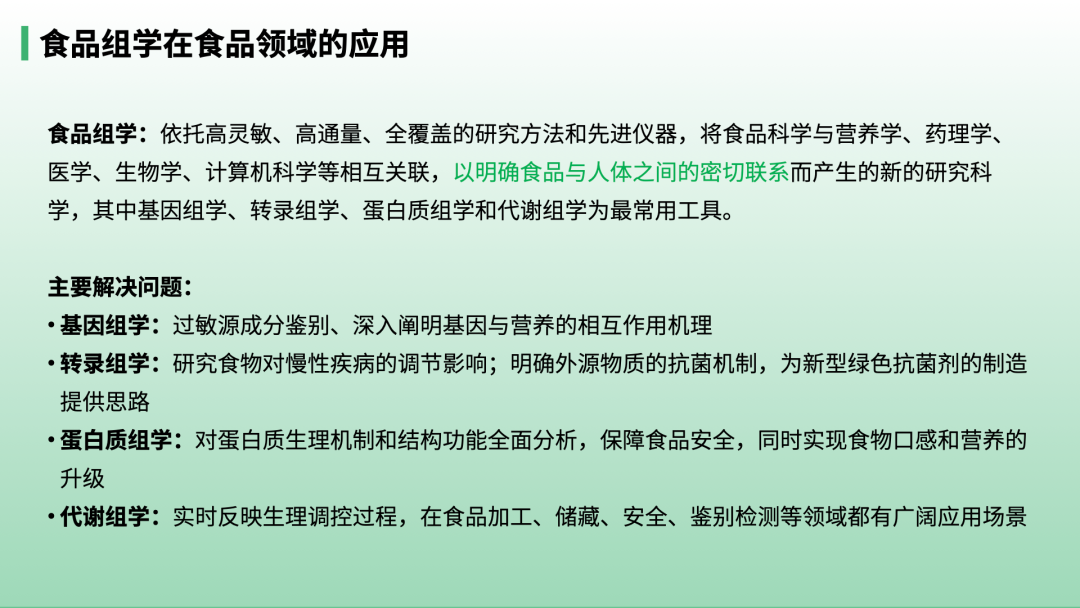 食品组学在食品领域的应用
食品组学：依托高灵敏、高通量、全覆盖的研究方法和先进仪器，将食品科学与营养学、药理学、
医学、生物学、计算机科学等相互关联，以明确食品与人体之间的密切联系而产生的新的研究科
学，其中基因组学、转录组学、蛋白质组学和代谢组学为最常用工具。
主要解决问题：
• 基因组学：过敏源成分鉴别、深入阐明基因与营养的相互作用机理
• 转录组学：研究食物对慢性疾病的调节影响；明确外源物质的抗菌机制，为新型绿色抗菌剂的制造
提供思路
• 蛋白质组学：对蛋白质生理机制和结构功能全面分析，保障食品安全，同时实现食物口感和营养的
升级
• 代谢组学：实时反映生理调控过程，在食品加工、储藏、安全、鉴别检测等领域都有广阔应用场景